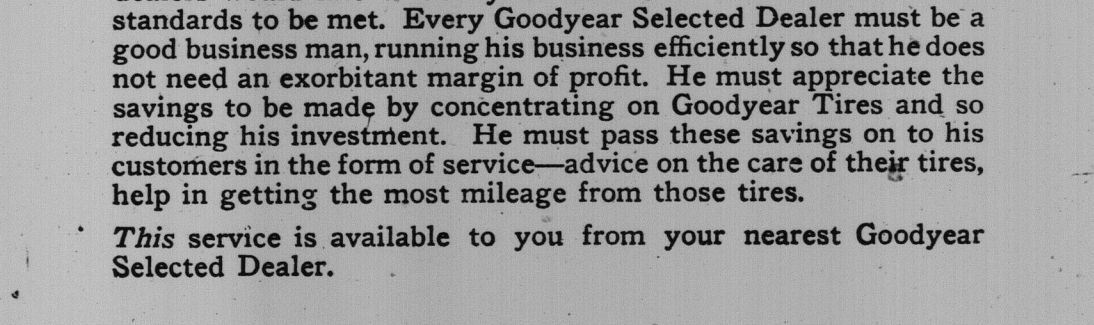 standards to be met. Every Goodyear Selected Dealer must be a
good business man, running his business efficiently so that he does
not need an exorbitant margin of profit. He must appreciate the
savings to be made by concentrating on Goodyear Tires and so
reducing his investment. He must pass these savings on to his
customers in the form of service—advice on the care of their tires,
help in getting the most mileage from those tires.
This service is available to you from your nearest Goodyear
Selected Dealer.